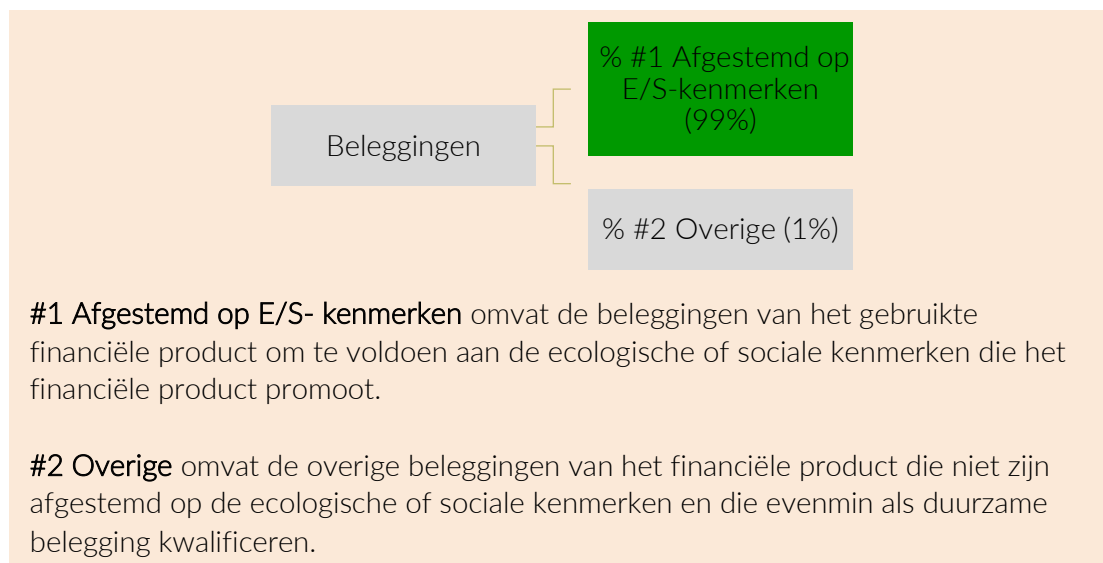 % #1 Afgestemd op
E/S-kenmerken
(99%)
Beleggingen
% #2 Overige (1%)
#1 Afgestemd op E/S- kenmerken omvat de beleggingen van het gebruikte
financiële product om te voldoen aan de ecologische of sociale kenmerken die het
financiële product promoot.
#2 Overige omvat de overige beleggingen van het financiële product die niet zijn
afgestemd op de ecologische of sociale kenmerken en die evenmin als duurzame
belegging kwalificeren.